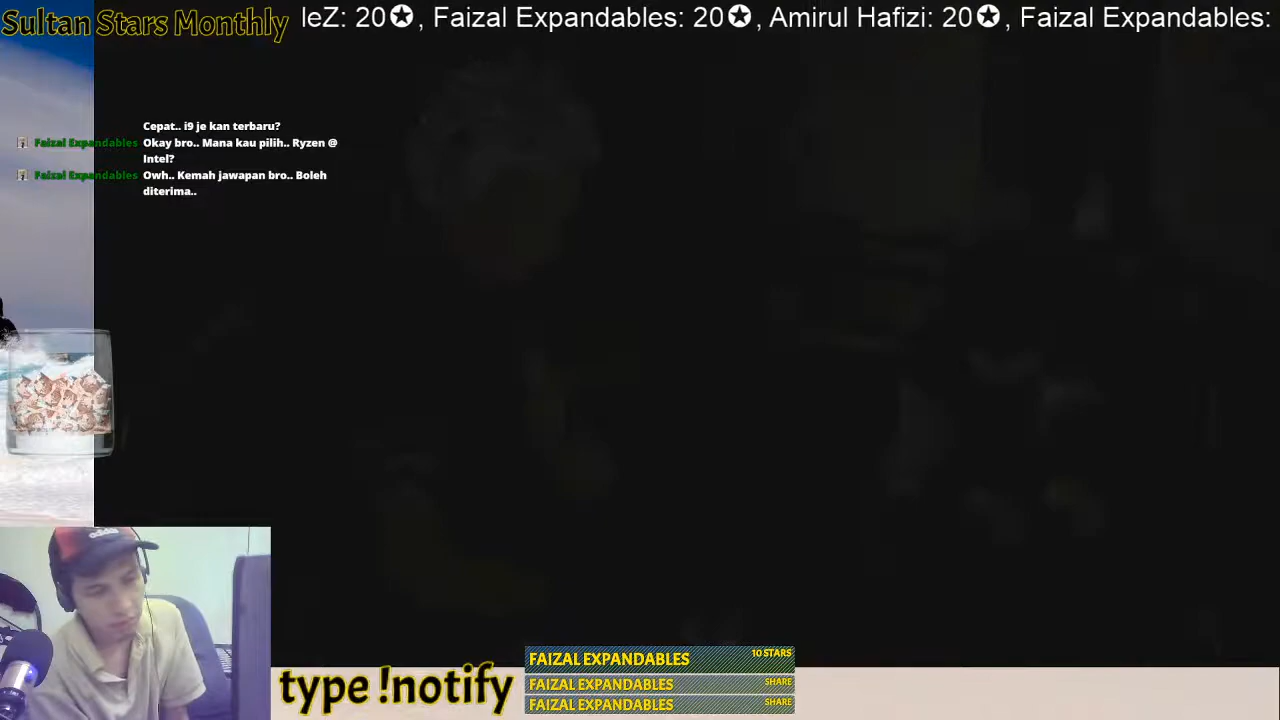 Sultan Stars Monthly
leZ: 20✪, Faizal Expandables: 20✪, Amirul Hafizi: 20✪, Faizal Expandables:
Cepat.. i9 je kan terbaru?
Faizal Expandables Okay bro.. Mana kau pilih.. Ryzen @
Intel?
Faizal Expandables Owh.. Kemah jawapan bro.. Boleh
diterima..
adidas
type !notify
FAIZAL EXPANDABLES 10 STARS
FAIZAL EXPANDABLES SHARE
FAIZAL EXPANDABLES SHARE